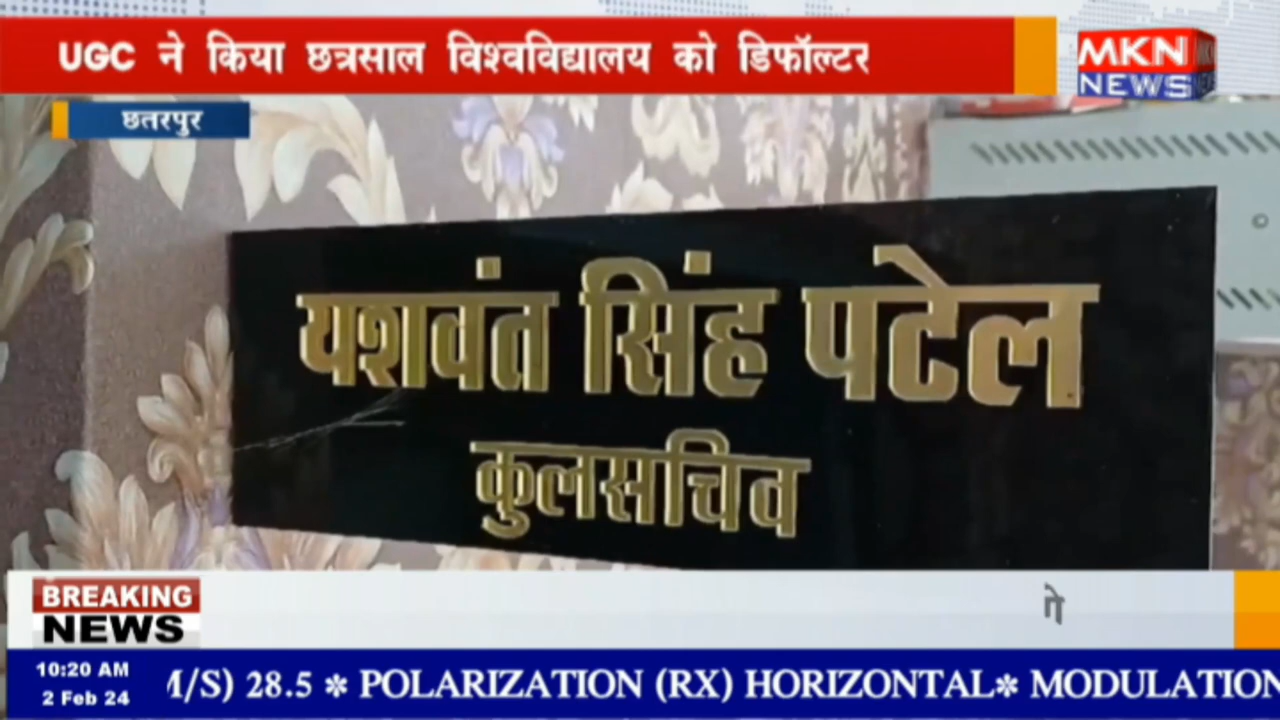 UGC ने किया छत्रसाल विश्वविद्यालय को डिफॉल्टर
MKN
NEWS
छतरपुर
यशवंत सिंह पटेल
कुलसचिव
BREAKING
NEWS
10:20 AM
2 Feb 24
M/S) 28.5 * POLARIZATION (RX) HORIZONTAL* MODULATION